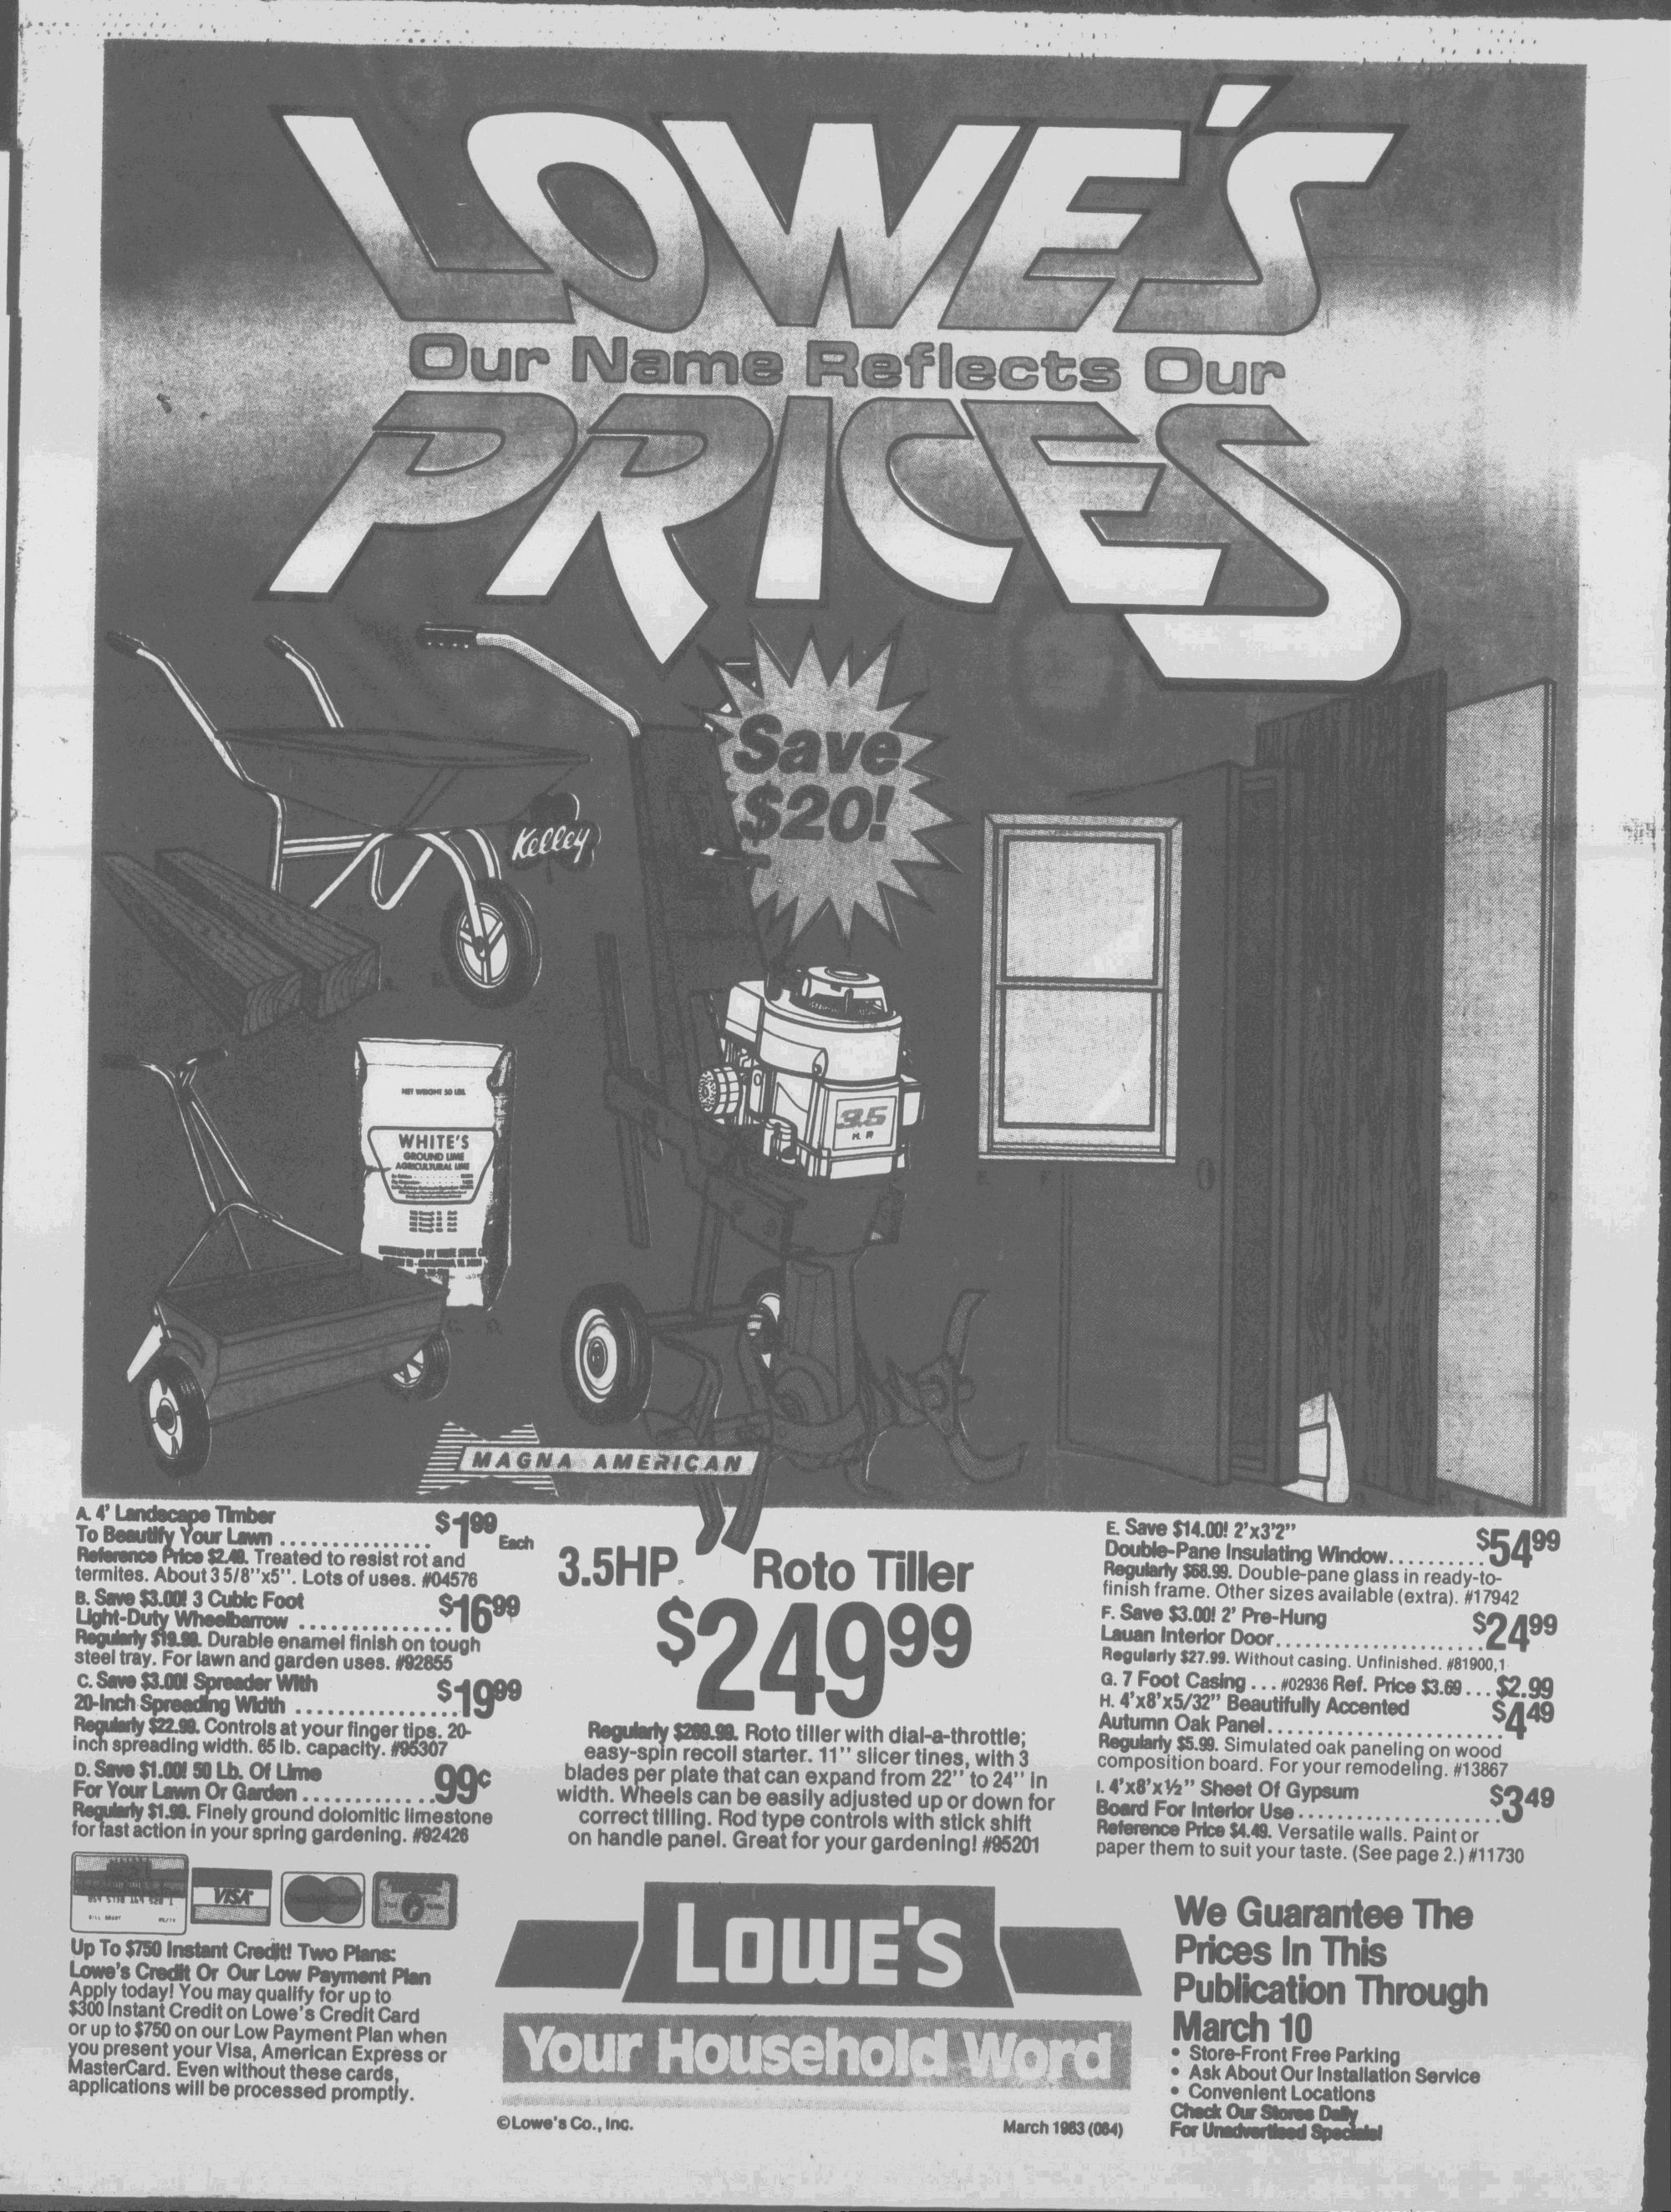 LOWE'S
Our Name Reflects Our
PRICES
Save
$20!
Kelley
NET WEIGHT 50 LBS.
WHITE'S
GROUND LIME
AGRICULTURAL LIME
3.5
H.P.
MAGNA AMERICAN
A. 4' Landscape Timber
To Beautify Your Lawn ................ $1.99 Each
Reference Price $2.49. Treated to resist rot and
termites. About 3 5/8"x5". Lots of uses. #04576
B. Save $3.00! 3 Cubic Foot
Light-Duty Wheelbarrow ................ $16.99
Regularly $19.99. Durable enamel finish on tough
steel tray. For lawn and garden uses. #92855
C. Save $3.00! Spreader With
20-Inch Spreading Width ................ $19.99
Regularly $22.99. Controls at your finger tips. 20-
inch spreading width. 65 lb. capacity. #95307
D. Save $1.00! 50 Lb. Of Lime
For Your Lawn Or Garden .............. 99¢
Regularly $1.99. Finely ground dolomitic limestone
for fast action in your spring gardening. #92426
3.5HP Roto Tiller
$249.99
Regularly $269.99. Roto tiller with dial-a-throttle;
easy-spin recoil starter. 11" slicer tines, with 3
blades per plate that can expand from 22" to 24" in
width. Wheels can be easily adjusted up or down for
correct tilling. Rod type controls with stick shift
on handle panel. Great for your gardening! #95201
E. Save $14.00! 2'x3'2"
Double-Pane Insulating Window.......... $54.99
Regularly $68.99. Double-pane glass in ready-to-
finish frame. Other sizes available (extra). #17942
F. Save $3.00! 2' Pre-Hung
Lauan Interior Door....................... $24.99
Regularly $27.99. Without casing. Unfinished. #81900,1
G. 7 Foot Casing ... #02936 Ref. Price $3.69 ... $2.99
H. 4'x8'x5/32" Beautifully Accented
Autumn Oak Panel......................... $4.49
Regularly $5.99. Simulated oak paneling on wood
composition board. For your remodeling. #13867
I. 4'x8'x½" Sheet Of Gypsum
Board For Interior Use ...................... $3.49
Reference Price $4.49. Versatile walls. Paint or
paper them to suit your taste. (See page 2.) #11730
VISA
Up To $750 Instant Credit! Two Plans:
Lowe's Credit Or Our Low Payment Plan
Apply today! You may qualify for up to
$300 Instant Credit on Lowe's Credit Card
or up to $750 on our Low Payment Plan when
you present your Visa, American Express or
MasterCard. Even without these cards,
applications will be processed promptly.
LOWE'S
Your Household Word
©Lowe's Co., Inc.
March 1983 (084)
We Guarantee The
Prices In This
Publication Through
March 10
• Store-Front Free Parking
• Ask About Our Installation Service
• Convenient Locations
Check Our Stores Daily
For Unadvertised Specials!